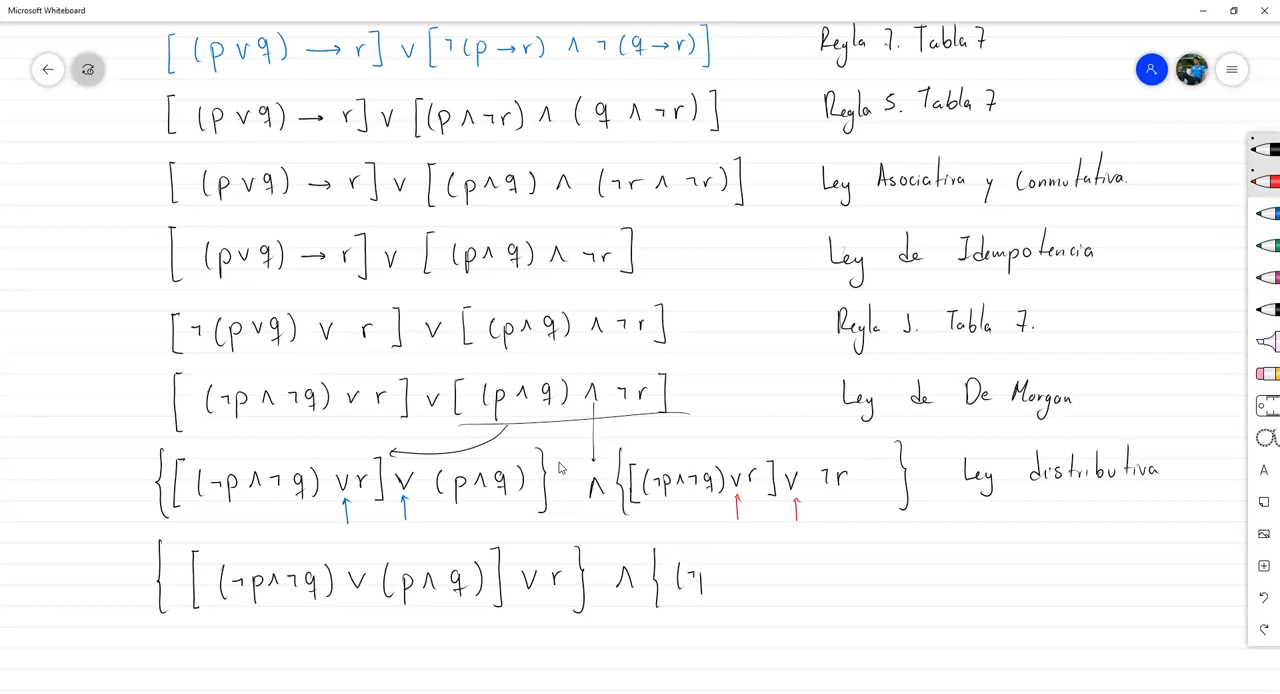 Microsoft Whiteboard
[(p ∨ q) → r] ∨ [¬(p → r) ∧ ¬(q → r)] Regla 7. Tabla 7
[(p ∨ q) → r] ∨ [(p ∧ ¬r) ∧ (q ∧ ¬r)] Regla 5. Tabla 7
[(p ∨ q) → r] ∨ [(p ∧ q) ∧ (¬r ∧ ¬r)] Ley Asociativa y Conmutativa.
[(p ∨ q) → r] ∨ [(p ∧ q) ∧ ¬r] Ley de Idempotencia
[¬(p ∨ q) ∨ r] ∨ [(p ∧ q) ∧ ¬r] Regla 1. Tabla 7.
[(¬p ∧ ¬q) ∨ r] ∨ [(p ∧ q) ∧ ¬r] Ley de De Morgan
{[(¬p ∧ ¬q) ∨ r] ∨ (p ∧ q)} ∧ {[(¬p ∧ ¬q) ∨ r] ∨ ¬r} Ley distributiva
{[(¬p ∧ ¬q) ∨ (p ∧ q)] ∨ r} ∧ {(¬